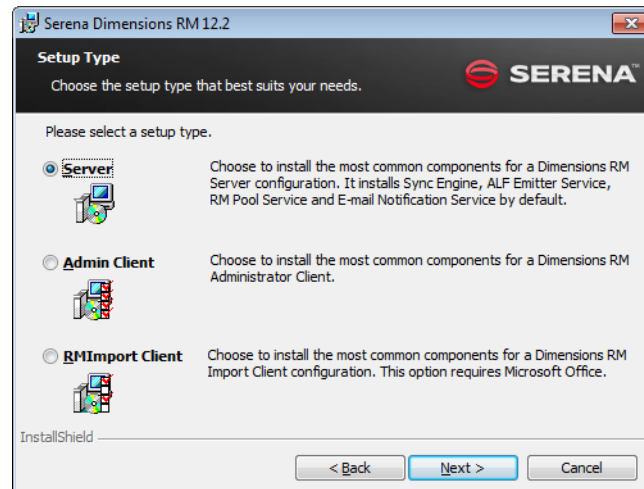 Serena Dimensions RM 12.2
Setup Type
Choose the setup type that best suits your needs.
SERENA™
Please select a setup type.
Server
Choose to install the most common components for a Dimensions RM
Server configuration. It installs Sync Engine, ALF Emitter Service,
RM Pool Service and E-mail Notification Service by default.
Admin Client
Choose to install the most common components for a Dimensions RM
Administrator Client.
RMImport Client
Choose to install the most common components for a Dimensions RM
Import Client configuration. This option requires Microsoft Office.
InstallShield
< Back
Next >
Cancel